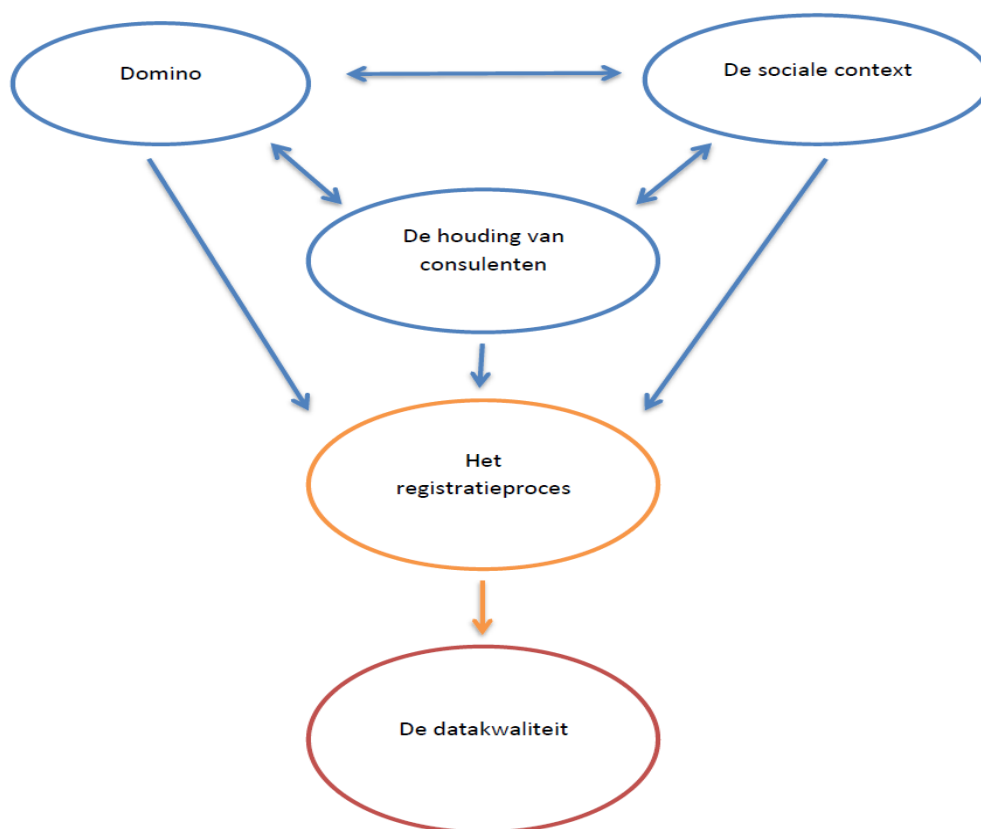 Domino
De sociale context
De houding van
consulenten
Het
registratieproces
De datakwaliteit